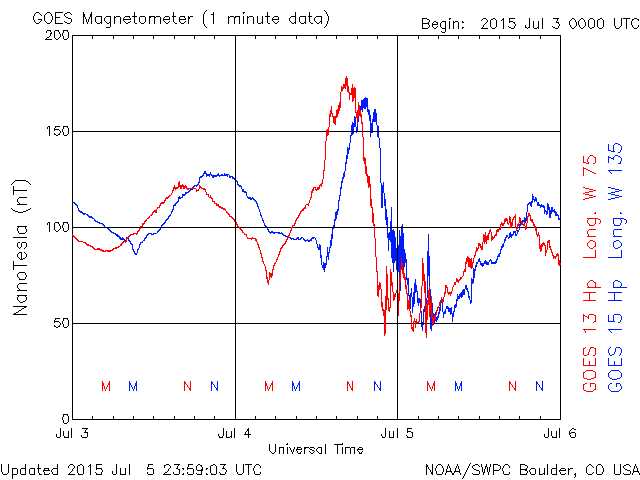 GOES Magnetometer (1 minute data)
Begin: 2015 Jul 3 0000 UTC
200
150
100
50
0
NanoTesla (nT)
M M N N M M N N M M N N
Jul 3 Jul 4 Jul 5 Jul 6
Universal Time
GOES 13 Hp Long. W 75
GOES 15 Hp Long. W 135
Updated 2015 Jul 5 23:59:03 UTC
NOAA/SWPC Boulder, CO USA